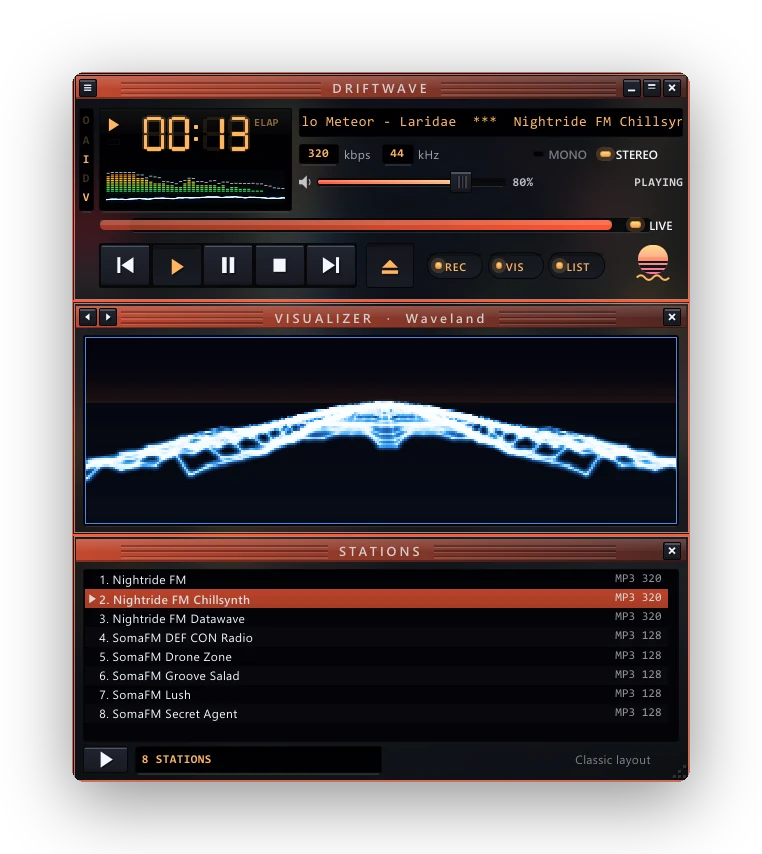 DRIFTWAVE
O
A
I
D
V
00:13 ELAP
lo Meteor - Laridae *** Nightride FM Chillsyn
320 kbps 44 kHz MONO STEREO
80% PLAYING
LIVE
REC VIS LIST
VISUALIZER · Waveland
STATIONS
1. Nightride FM MP3 320
2. Nightride FM Chillsynth MP3 320
3. Nightride FM Datawave MP3 320
4. SomaFM DEF CON Radio MP3 128
5. SomaFM Drone Zone MP3 128
6. SomaFM Groove Salad MP3 128
7. SomaFM Lush MP3 128
8. SomaFM Secret Agent MP3 128
8 STATIONS Classic layout